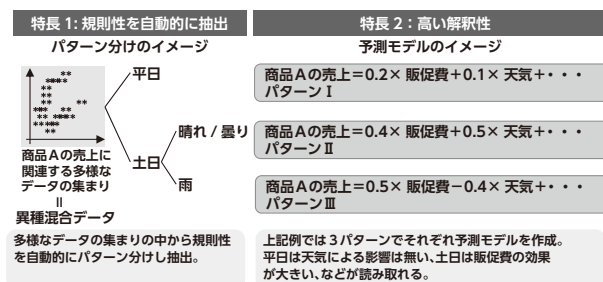 特長 1: 規則性を自動的に抽出
パターン分けのイメージ
平日
晴れ / 曇り
土日
雨
商品Aの売上に
関連する多様な
データの集まり
=
異種混合データ
多様なデータの集まりの中から規則性
を自動的にパターン分けし抽出。
特長 2：高い解釈性
予測モデルのイメージ
商品Aの売上＝0.2× 販促費＋0.1× 天気＋・・・
パターンⅠ
商品Aの売上＝0.4× 販促費＋0.5× 天気＋・・・
パターンⅡ
商品Aの売上＝0.5× 販促費－0.4× 天気＋・・・
パターンⅢ
上記例では３パターンでそれぞれ予測モデルを作成。
平日は天気による影響は無い、土日は販促費の効果
が大きい、などが読み取れる。